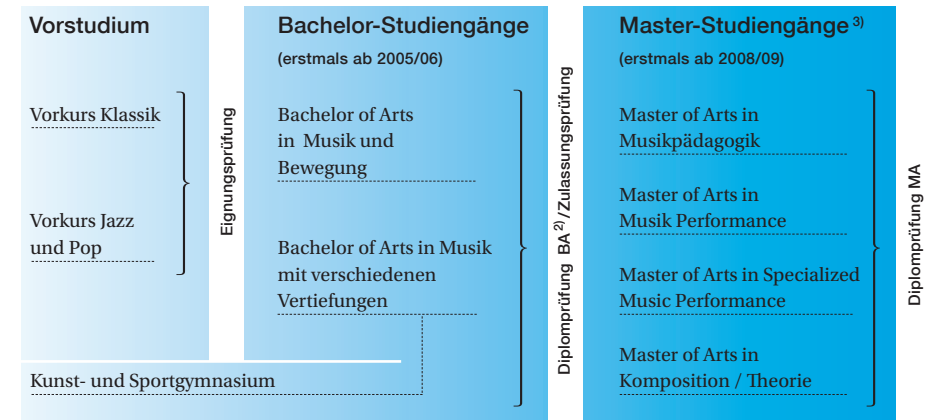 Vorstudium
Vorkurs Klassik
Vorkurs Jazz
und Pop
Kunst- und Sportgymnasium
Eignungsprüfung
Bachelor-Studiengänge
(erstmals ab 2005/06)
Bachelor of Arts
in Musik und
Bewegung
Bachelor of Arts in Musik
mit verschiedenen
Vertiefungen
Diplomprüfung BA 2) / Zulassungsprüfung
Master-Studiengänge 3)
(erstmals ab 2008/09)
Master of Arts in
Musikpädagogik
Master of Arts in
Musik Performance
Master of Arts in Specialized
Music Performance
Master of Arts in
Komposition / Theorie
Diplomprüfung MA